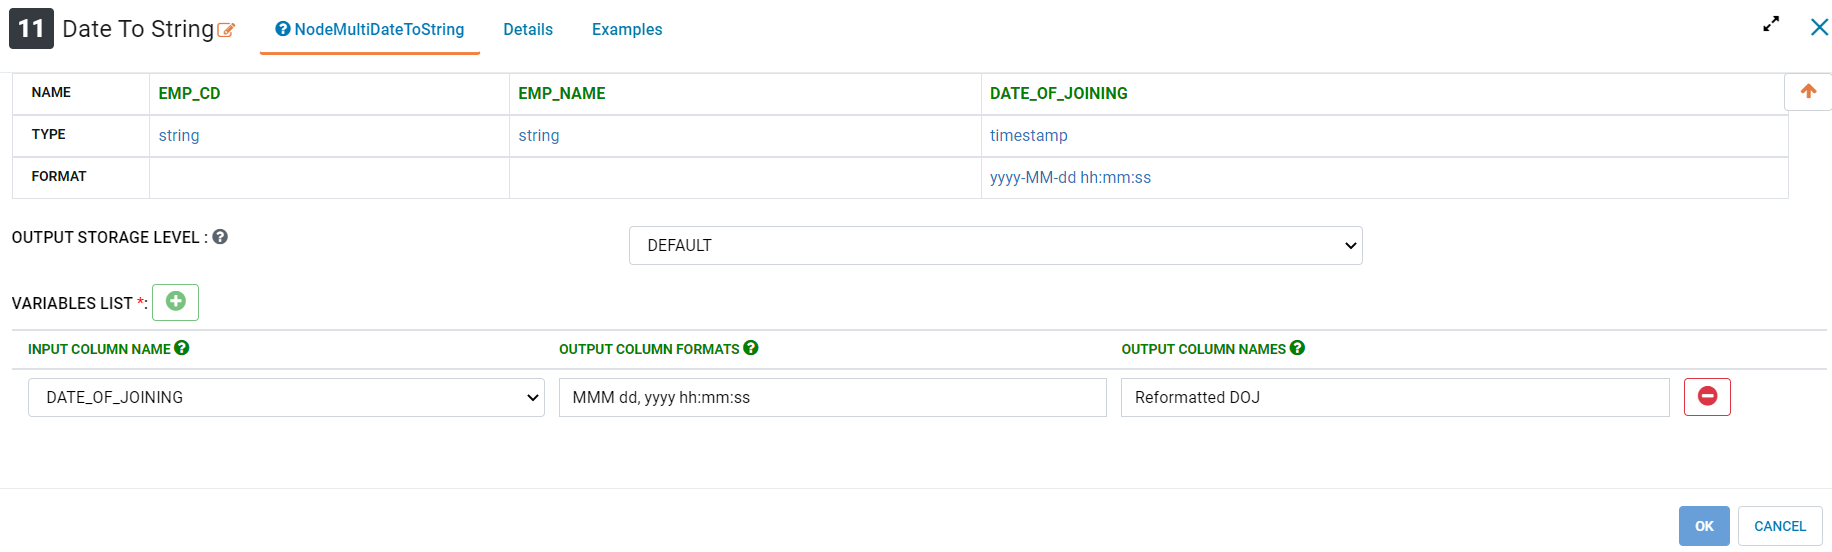 11 Date To String NodeMultiDateToString Details Examples
NAME EMP_CD EMP_NAME DATE_OF_JOINING
TYPE string string timestamp
FORMAT yyyy-MM-dd hh:mm:ss
OUTPUT STORAGE LEVEL : DEFAULT
VARIABLES LIST *:
INPUT COLUMN NAME OUTPUT COLUMN FORMATS OUTPUT COLUMN NAMES
DATE_OF_JOINING MMM dd, yyyy hh:mm:ss Reformatted DOJ
OK CANCEL